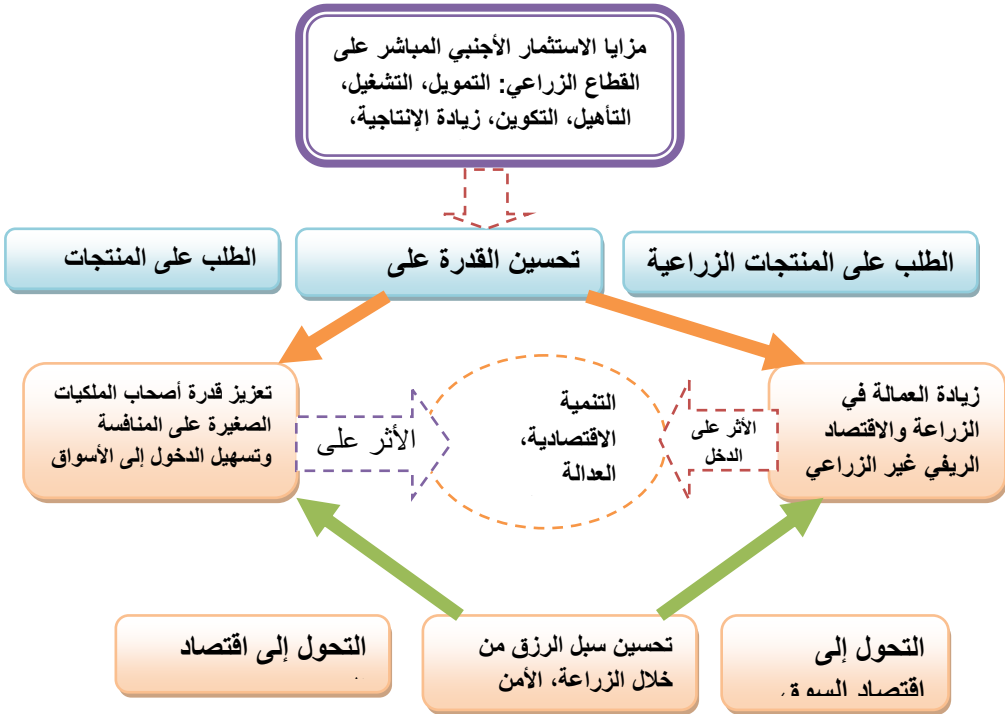 مزايا الاستثمار الأجنبي المباشر على
القطاع الزراعي: التمويل، التشغيل،
التأهيل، التكوين، زيادة الإنتاجية،
الطلب على المنتجات الزراعية
تحسين القدرة على
الطلب على المنتجات
زيادة العمالة في
الزراعة والاقتصاد
الريفي غير الزراعي
الأثر على
الدخل
التنمية
الاقتصادية،
العدالة
الأثر على
تعزيز قدرة أصحاب الملكيات
الصغيرة على المنافسة
وتسهيل الدخول إلى الأسواق
التحول إلى
اقتصاد السوق
تحسين سبل الرزق من
خلال الزراعة، الأمن
التحول إلى اقتصاد